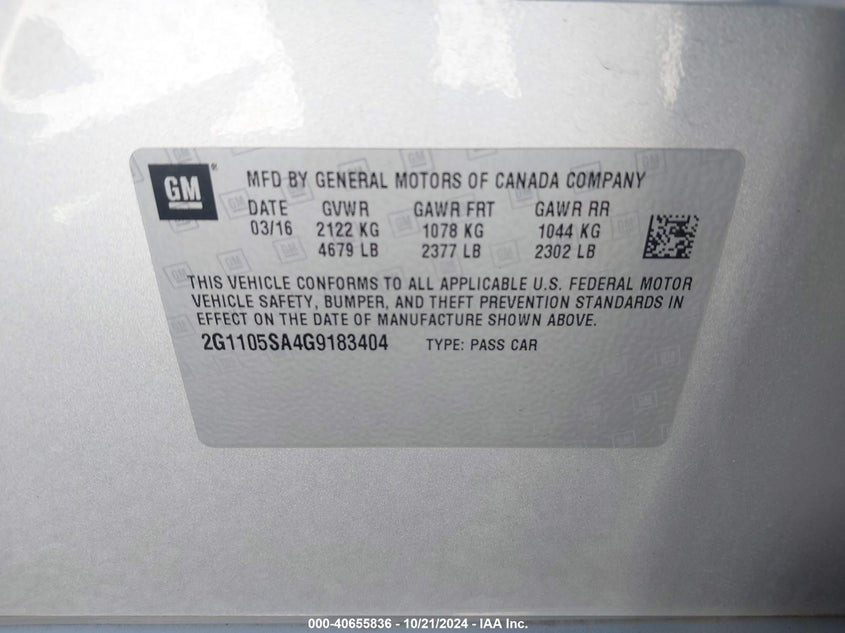 GM® MFD BY GENERAL MOTORS OF CANADA COMPANY
DATE GVWR GAWR FRT GAWR RR
03/16 2122 KG 1078 KG 1044 KG
4679 LB 2377 LB 2302 LB
THIS VEHICLE CONFORMS TO ALL APPLICABLE U.S. FEDERAL MOTOR
VEHICLE SAFETY, BUMPER, AND THEFT PREVENTION STANDARDS IN
EFFECT ON THE DATE OF MANUFACTURE SHOWN ABOVE.
2G1105SA4G9183404 TYPE: PASS CAR
000-40655836 - 10/21/2024 - IAA Inc.